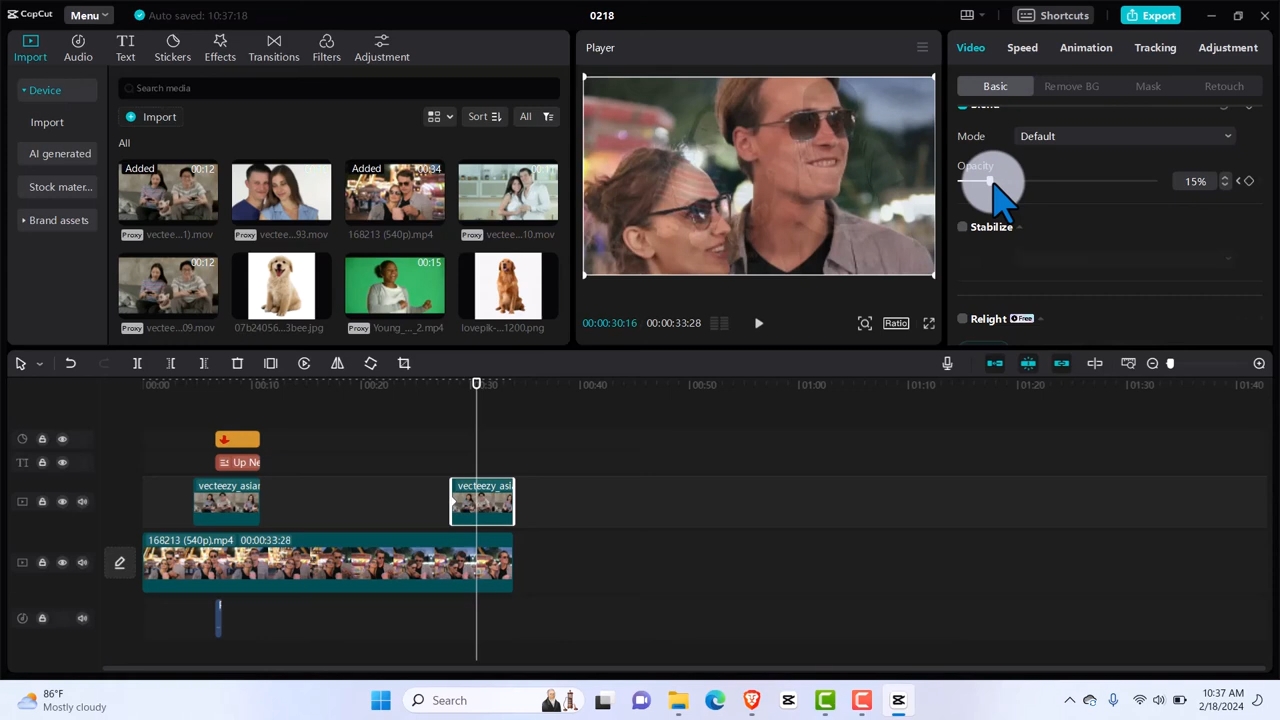 CapCut
Menu
Auto saved: 10:37:18
0218
Shortcuts
Export
Import
Audio
Text
Stickers
Effects
Transitions
Filters
Adjustment
Device
Import
AI generated
Stock mater...
Brand assets
Search media
Import
Sort
All
All
Added 00:12
Added 00:34
vectee...1).mov
Proxy
Proxy vectee...93.mov
168213 (540p).mp4
Proxy vectee...10.mov
00:12
00:15
Proxy vectee...09.mov
07b24056...3bee.jpg
Proxy Young_..._2.mp4
lovepik-...1200.png
Player
00:00:30:16 00:00:33:28
Ratio
Video
Speed
Animation
Tracking
Adjustment
Basic
Remove BG
Mask
Retouch
Blend
Mode
Default
Opacity
15%
Stabilize
Relight
Free
00:00
00:10
00:20
00:30
00:40
00:50
01:00
01:10
01:20
01:30
01:40
TI
Up Ne
vecteezy_asian
vecteezy_asia
168213 (540p).mp4 00:00:33:28
86°F
Mostly cloudy
Search
10:37 AM
2/18/2024